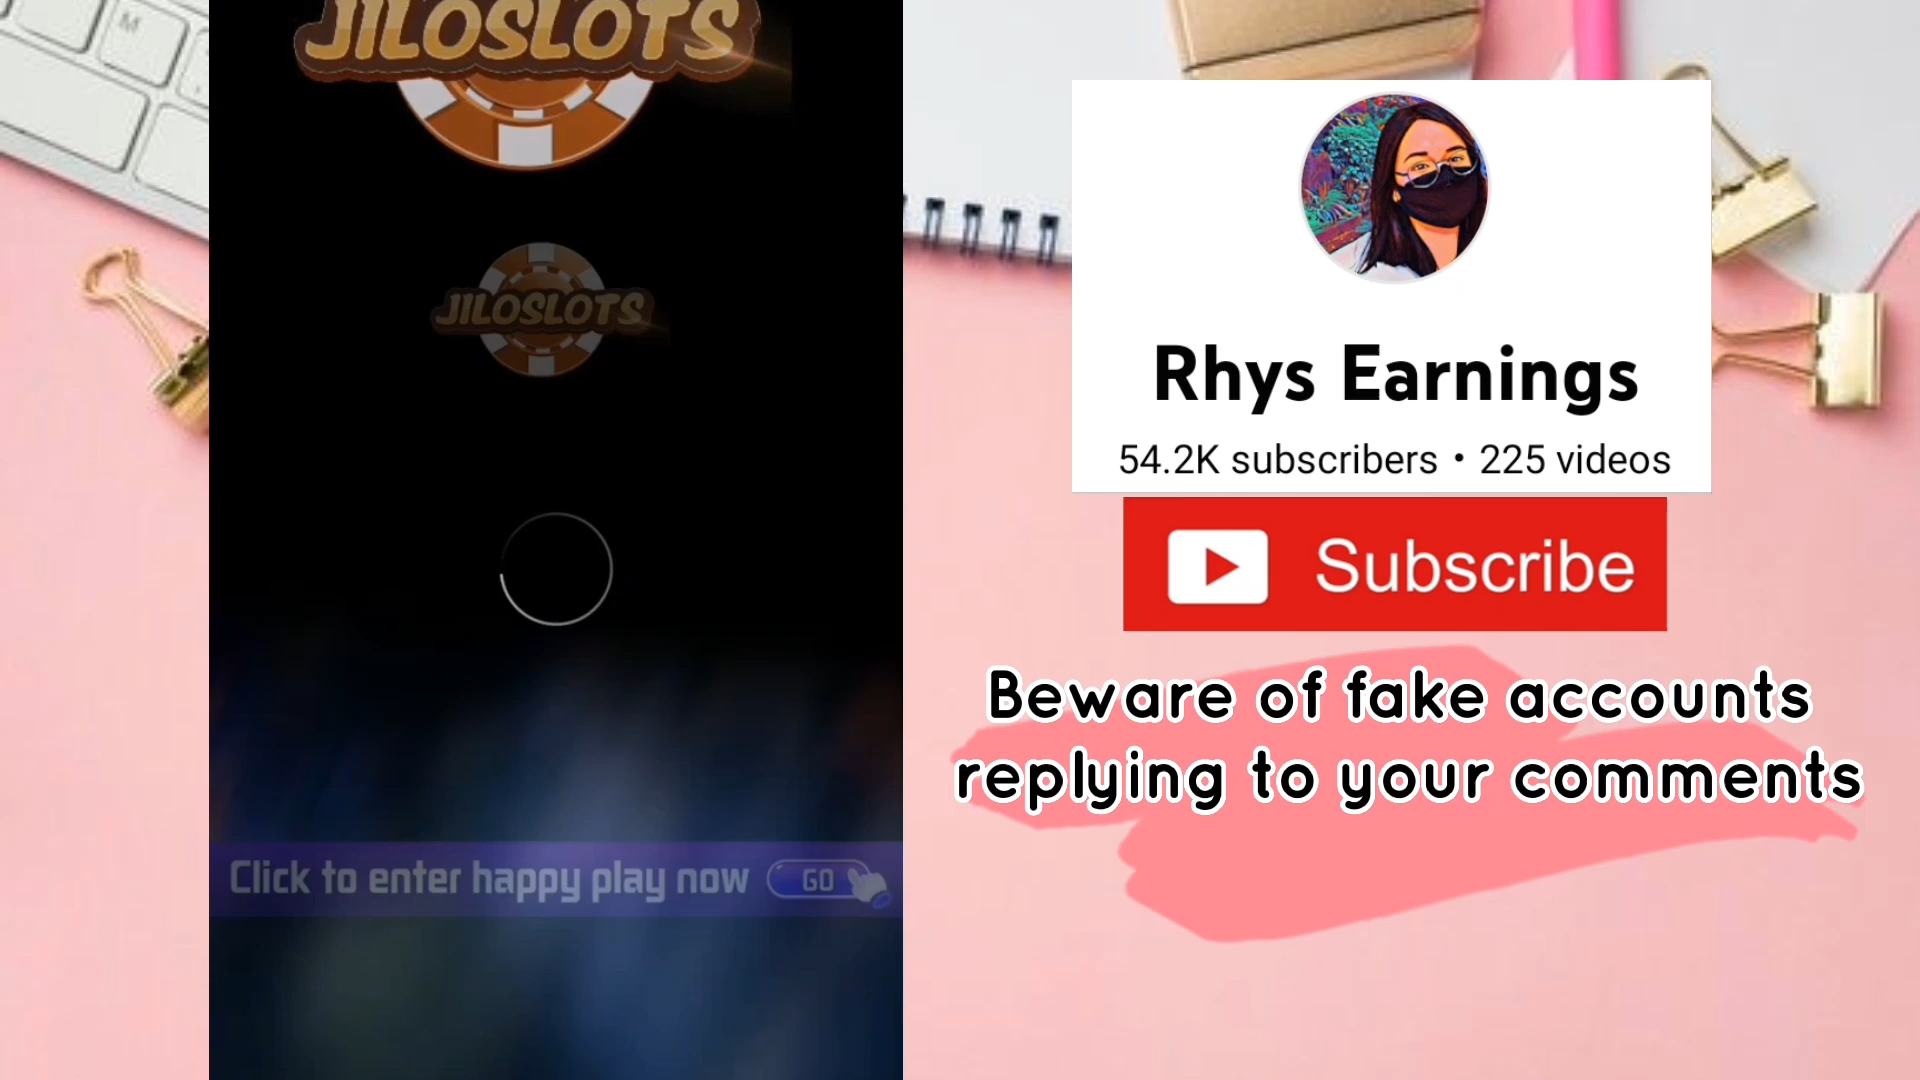 JILOSLOTS
JILOSLOTS
Click to enter happy play now GO
M
Rhys Earnings
54.2K subscribers • 225 videos
Subscribe
Beware of fake accounts
replying to your comments